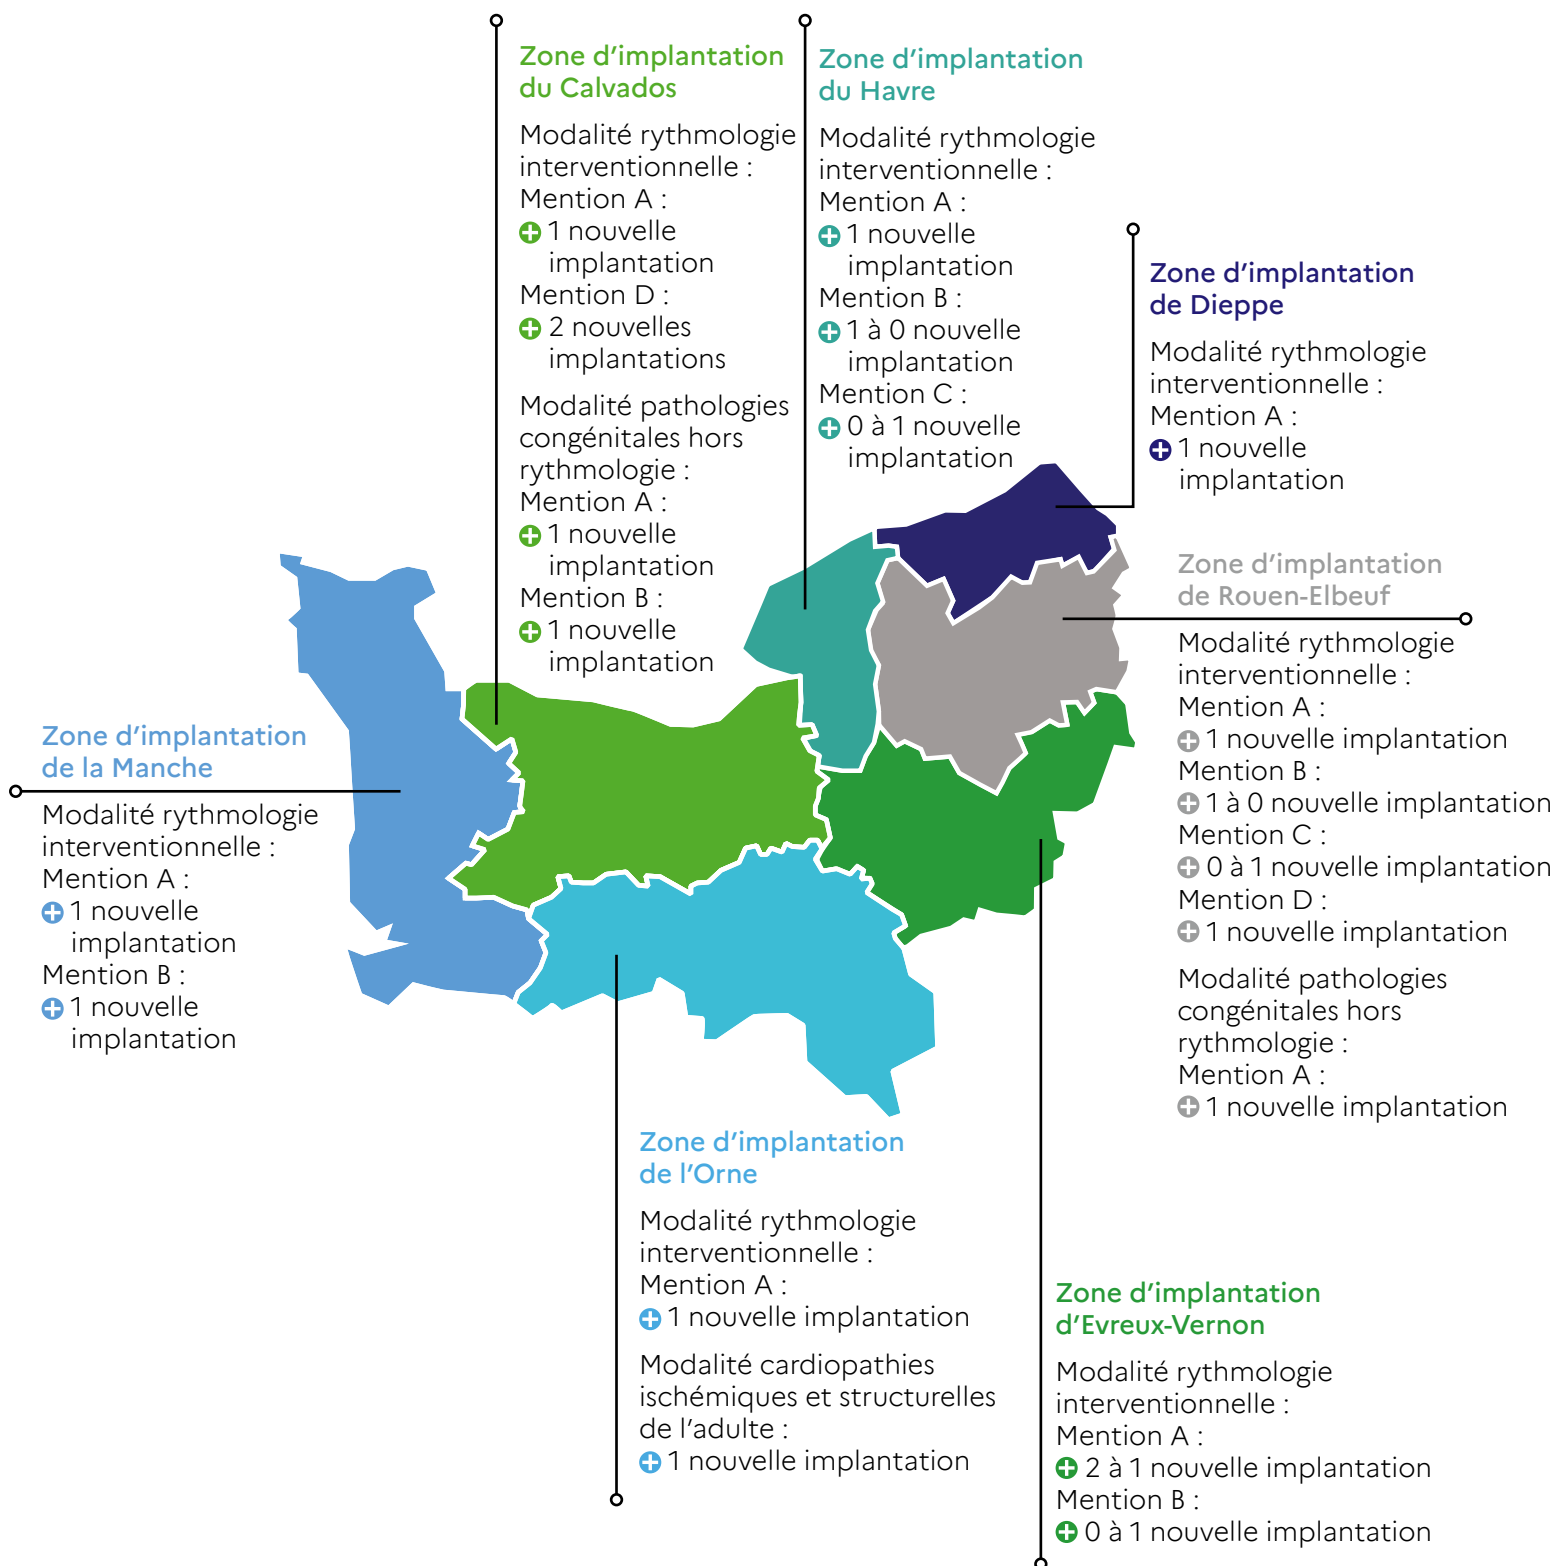 Zone d'implantation
du Calvados
Modalité rythmologie
interventionnelle :
Mention A :
1 nouvelle
implantation
Mention D :
2 nouvelles
implantations
Modalité pathologies
congénitales hors
rythmologie :
Mention A :
1 nouvelle
implantation
Mention B :
1 nouvelle
implantation
Zone d'implantation
du Havre
Modalité rythmologie
interventionnelle :
Mention A :
1 nouvelle
implantation
Mention B :
1 à 0 nouvelle
implantation
Mention C :
0 à 1 nouvelle
implantation
Zone d'implantation
de Dieppe
Modalité rythmologie
interventionnelle :
Mention A :
1 nouvelle
implantation
Zone d'implantation
de Rouen-Elbeuf
Modalité rythmologie
interventionnelle :
Mention A :
1 nouvelle implantation
Mention B :
1 à 0 nouvelle implantation
Mention C :
0 à 1 nouvelle implantation
Mention D :
1 nouvelle implantation
Modalité pathologies
congénitales hors
rythmologie :
Mention A :
1 nouvelle implantation
Zone d'implantation
de la Manche
Modalité rythmologie
interventionnelle :
Mention A :
1 nouvelle
implantation
Mention B :
1 nouvelle
implantation
Zone d'implantation
de l'Orne
Modalité rythmologie
interventionnelle :
Mention A :
1 nouvelle implantation
Modalité cardiopathies
ischémiques et structurelles
de l'adulte :
1 nouvelle implantation
Zone d'implantation
d'Evreux-Vernon
Modalité rythmologie
interventionnelle :
Mention A :
2 à 1 nouvelle implantation
Mention B :
0 à 1 nouvelle implantation